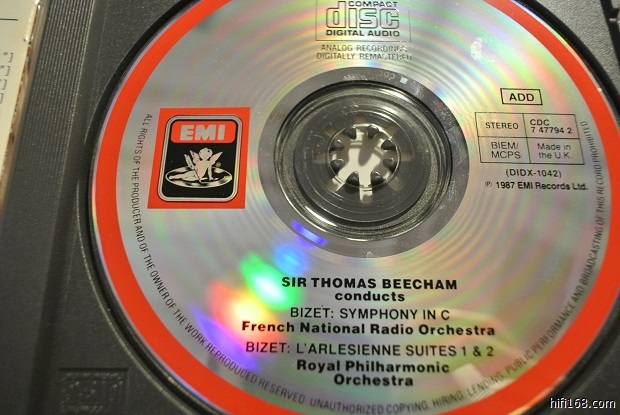 COMPACT
disc
DIGITAL AUDIO
ANALOG RECORDINGS
DIGITALLY REMASTERED
ADD
EMI
STEREO
CDC
7 47794 2
BIEM/
MCPS
Made in
the U.K.
(DIDX-1042)
℗ 1987 EMI Records Ltd.
SIR THOMAS BEECHAM
conducts
BIZET: SYMPHONY IN C
French National Radio Orchestra
BIZET: L'ARLESIENNE SUITES 1 & 2
Royal Philharmonic
Orchestra
ALL RIGHTS OF THE PRODUCER AND OF THE OWNER OF THE WORK REPRODUCED RESERVED. UNAUTHORIZED COPYING, HIRING, LENDING, PUBLIC PERFORMANCE AND BROADCASTING OF THIS RECORD PROHIBITED
hifi168.com